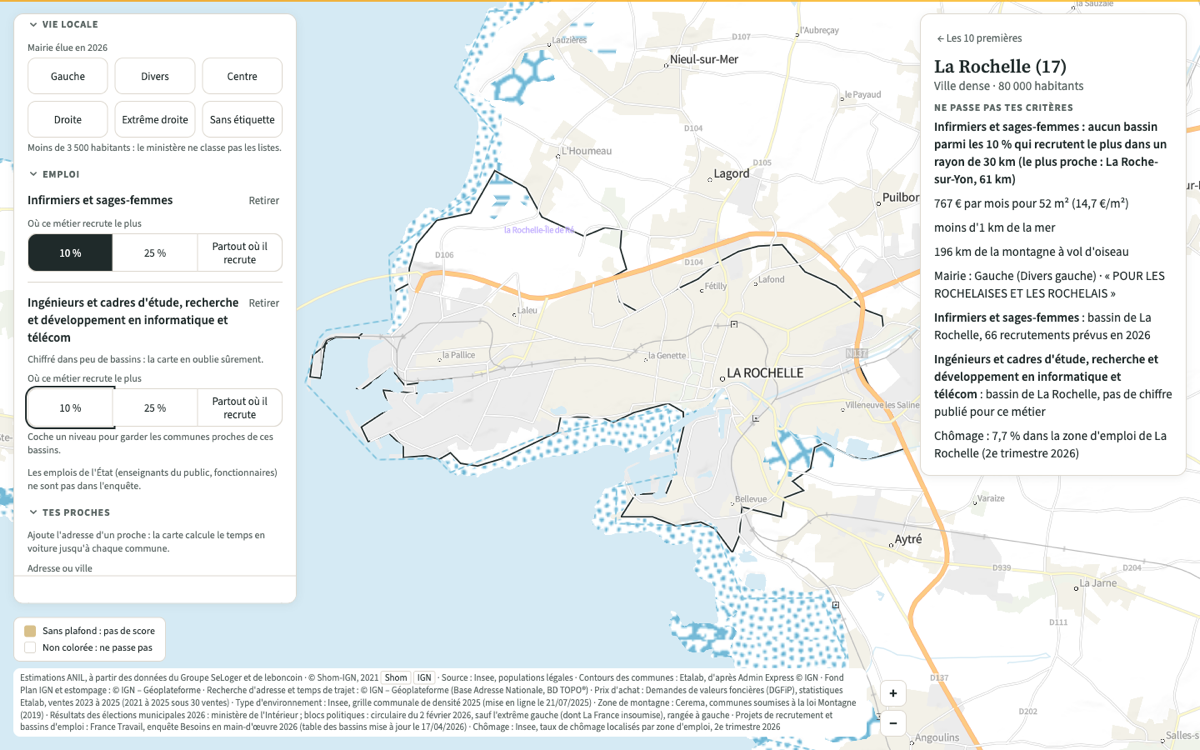 VIE LOCALE
Mairie élue en 2026
Gauche
Divers
Centre
Droite
Extrême droite
Sans étiquette
Moins de 3 500 habitants : le ministère ne classe pas les listes.
EMPLOI
Infirmiers et sages-femmes
Retirer
Où ce métier recrute le plus
10 %
25 %
Partout où il
recrute
Ingénieurs et cadres d'étude, recherche
et développement en informatique et
télécom
Retirer
Chiffré dans peu de bassins : la carte en oublie sûrement.
Où ce métier recrute le plus
10 %
25 %
Partout où il
recrute
Coche un niveau pour garder les communes proches de ces
bassins.
Les emplois de l'État (enseignants du public, fonctionnaires)
ne sont pas dans l'enquête.
TES PROCHES
Ajoute l'adresse d'un proche : la carte calcule le temps en
voiture jusqu'à chaque commune.
Adresse ou ville
Sans plafond : pas de score
Non colorée : ne passe pas
la Sauzaie
Lauzières
D107
l'Aubreçay
Nieul-sur-Mer
le Payaud
D104
L'Houmeau
D105
Lagord
Puilbor
la Rochelle-Île de Ré
D106
D104
Fétilly
Lafond
Laleu
la Pallice
la Genette
N137
LA ROCHELLE
Villeneuve les Saline
Bellevue
Varaize
Aytré
D939
D204
La Jarne
D111
D137
D202
Angoulins
Salles-s
← Les 10 premières
La Rochelle (17)
Ville dense · 80 000 habitants
NE PASSE PAS TES CRITÈRES
Infirmiers et sages-femmes : aucun bassin
parmi les 10 % qui recrutent le plus dans un
rayon de 30 km (le plus proche : La Roche-
sur-Yon, 61 km)
767 € par mois pour 52 m² (14,7 €/m²)
moins d'1 km de la mer
196 km de la montagne à vol d'oiseau
Mairie : Gauche (Divers gauche) · « POUR LES
ROCHELAISES ET LES ROCHELAIS »
Infirmiers et sages-femmes : bassin de La
Rochelle, 66 recrutements prévus en 2026
Ingénieurs et cadres d'étude, recherche et
développement en informatique et
télécom : bassin de La Rochelle, pas de chiffre
publié pour ce métier
Chômage : 7,7 % dans la zone d'emploi de La
Rochelle (2e trimestre 2026)
+
−
Estimations ANIL, à partir des données du Groupe SeLoger et de leboncoin · © Shom-IGN, 2021 Shom IGN · Source : Insee, populations légales · Contours des communes : Etalab, d'après Admin Express © IGN · Fond
Plan IGN et estompage : © IGN – Géoplateforme · Recherche d'adresse et temps de trajet : © IGN – Géoplateforme (Base Adresse Nationale, BD TOPO®) · Prix d'achat : Demandes de valeurs foncières (DGFiP), statistiques
Etalab, ventes 2023 à 2025 (2021 à 2025 sous 30 ventes) · Type d'environnement : Insee, grille communale de densité 2025 (mise en ligne le 21/07/2025) · Zone de montagne : Cerema, communes soumises à la loi Montagne
(2019) · Résultats des élections municipales 2026 : ministère de l'Intérieur ; blocs politiques : circulaire du 2 février 2026, sauf l'extrême gauche (dont La France insoumise), rangée à gauche · Projets de recrutement et
bassins d'emploi : France Travail, enquête Besoins en main-d'œuvre 2026 (table des bassins mise à jour le 17/04/2026) · Chômage : Insee, taux de chômage localisés par zone d'emploi, 2e trimestre 2026